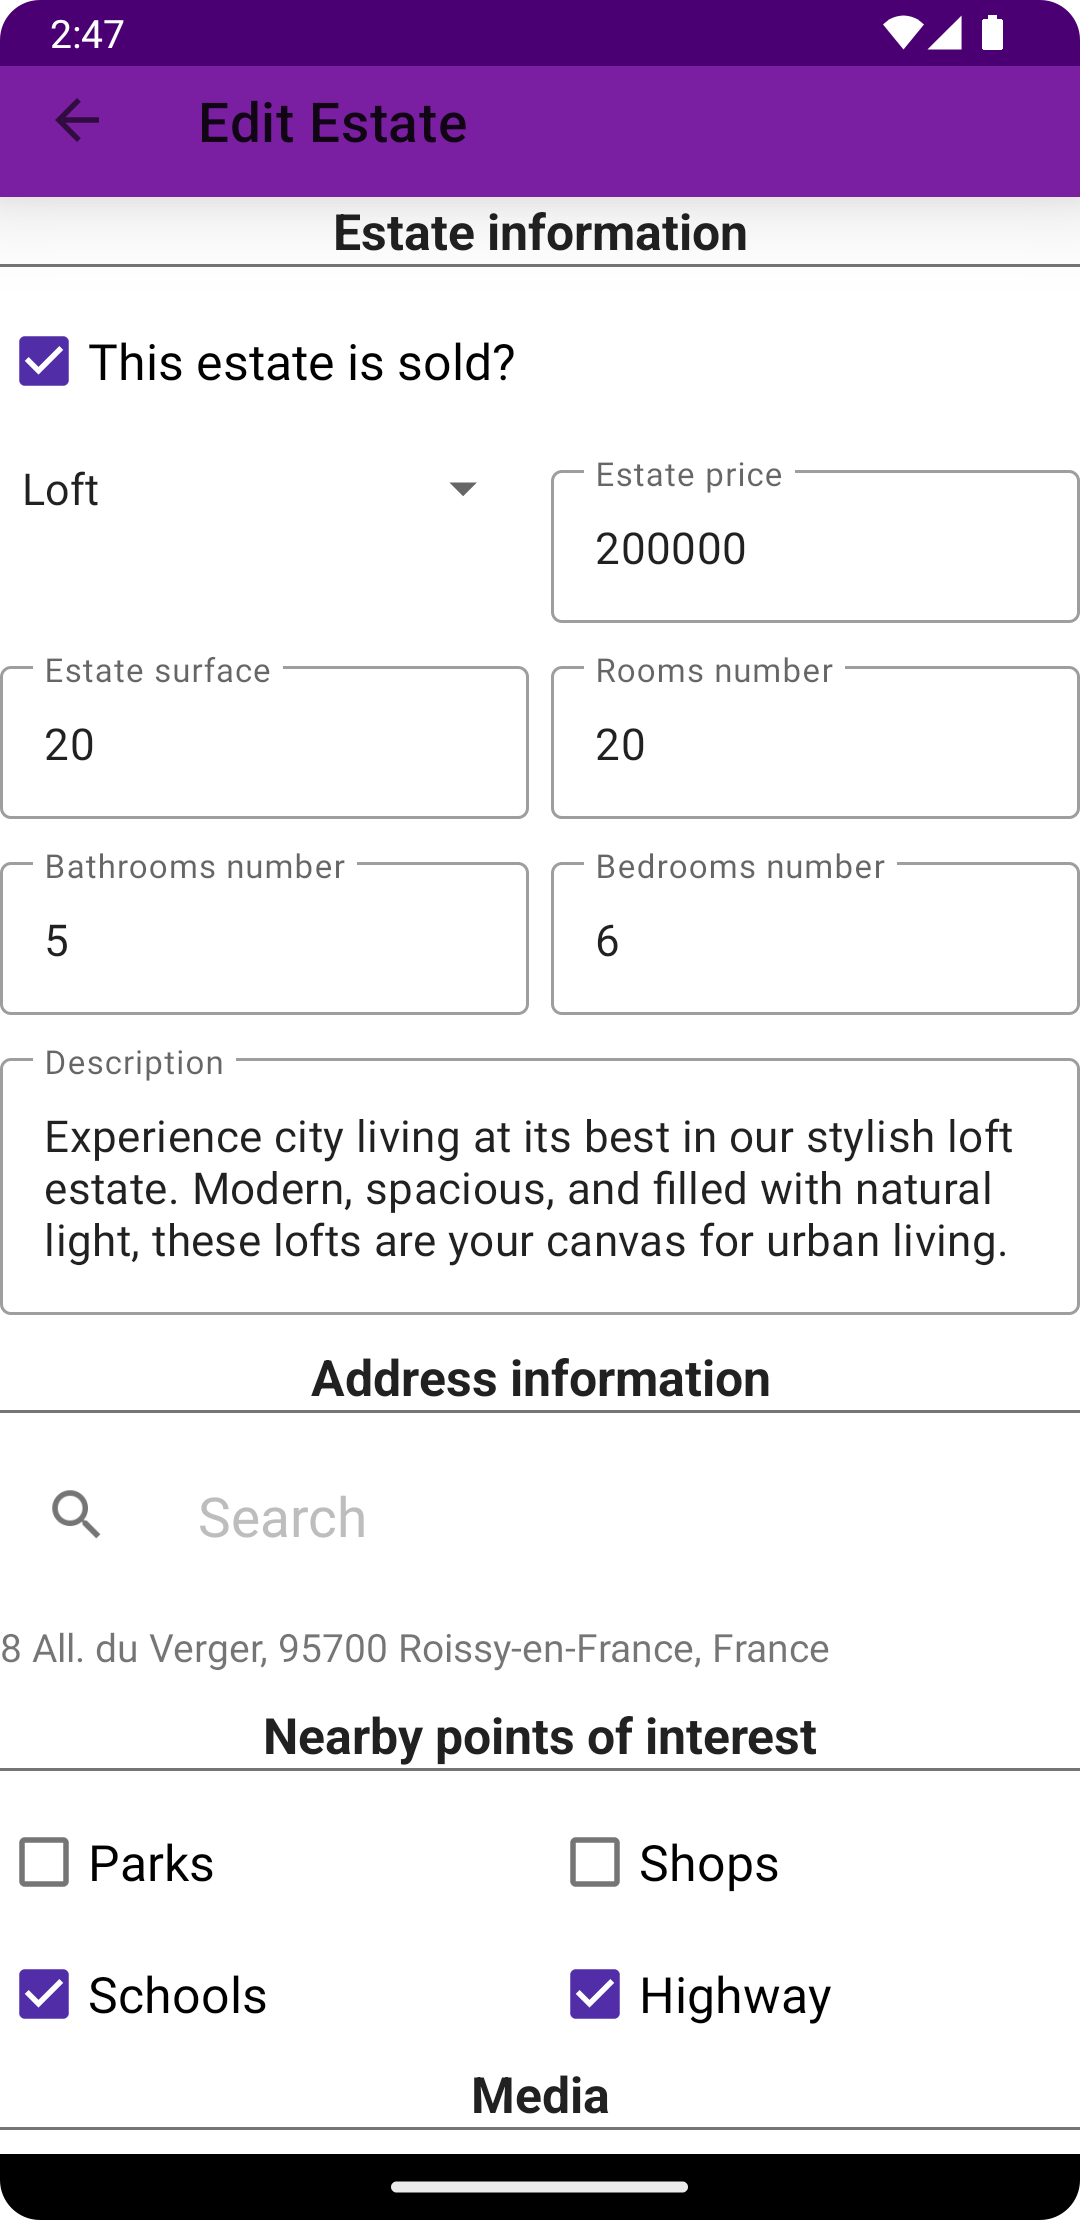 2:47
Edit Estate
Estate information
This estate is sold?
Loft
Estate price
200000
Estate surface
20
Rooms number
20
Bathrooms number
5
Bedrooms number
6
Description
Experience city living at its best in our stylish loft
estate. Modern, spacious, and filled with natural
light, these lofts are your canvas for urban living.
Address information
Search
8 All. du Verger, 95700 Roissy-en-France, France
Nearby points of interest
Parks
Shops
Schools
Highway
Media